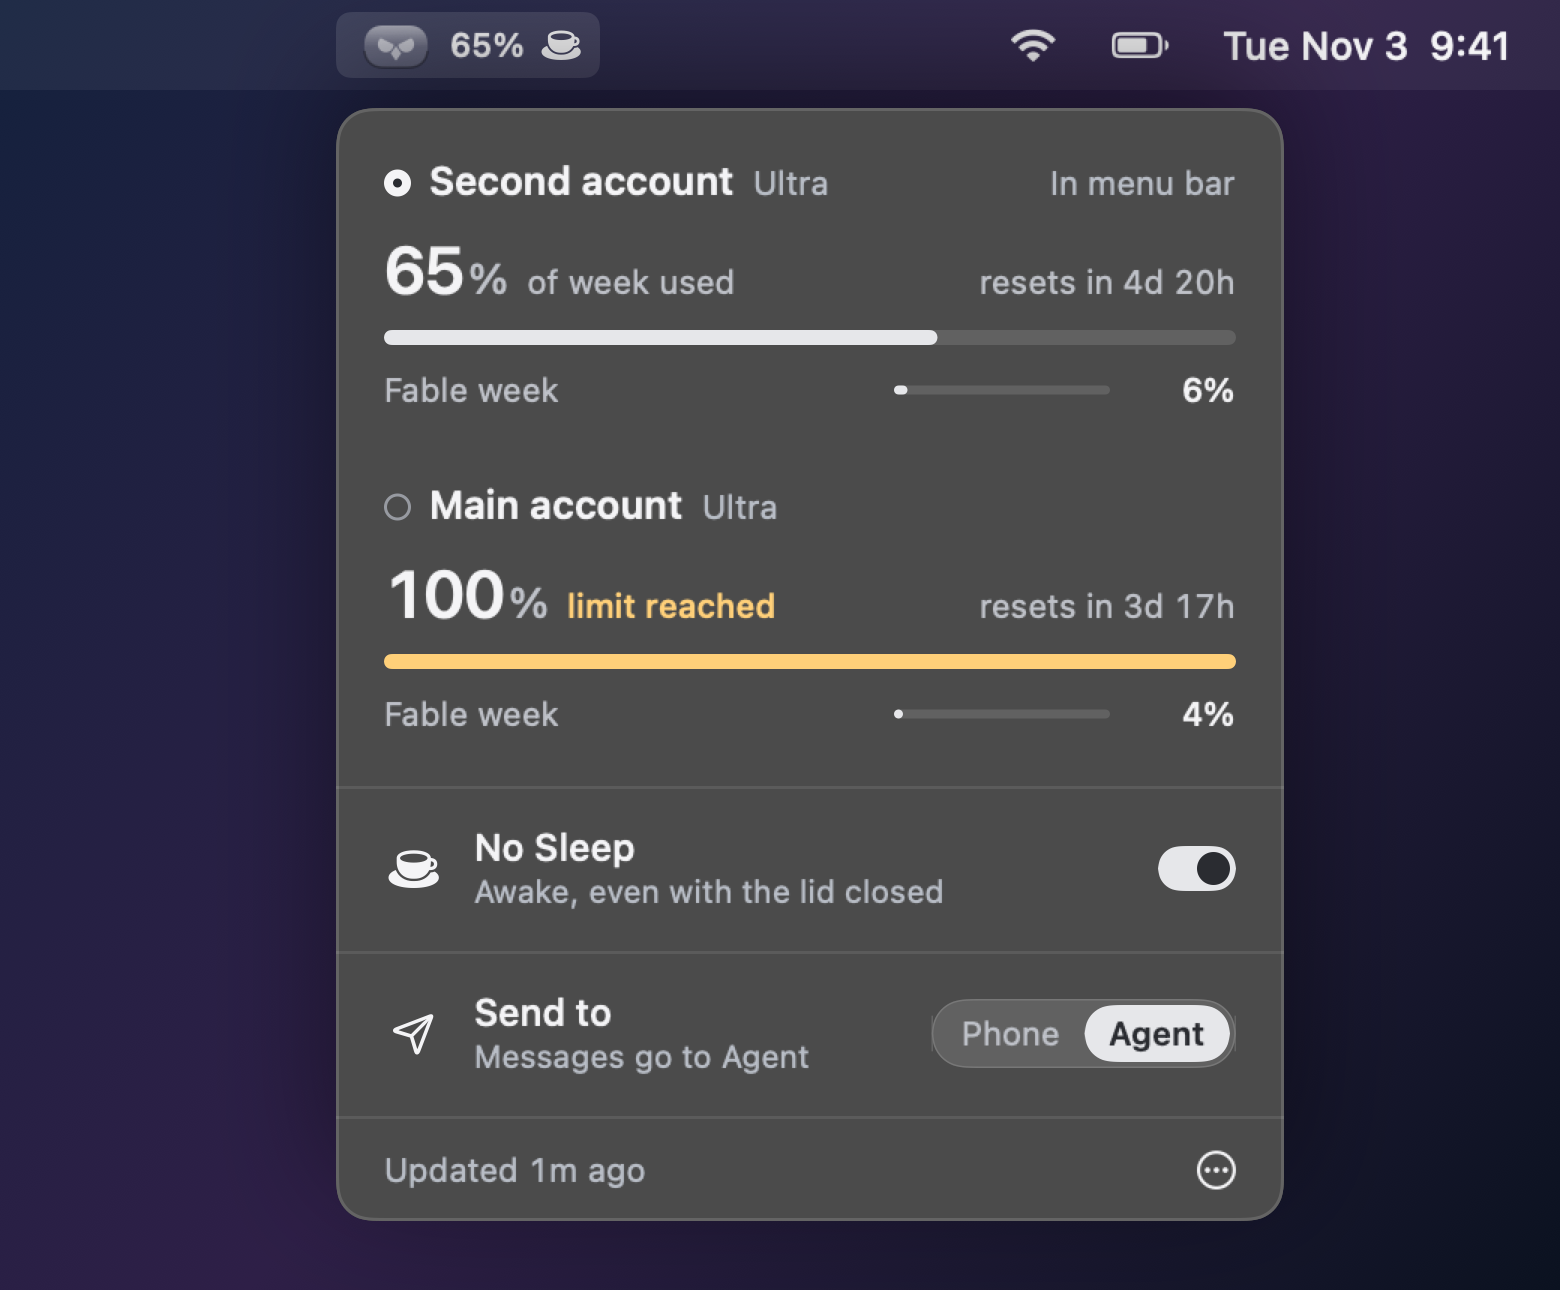 65%
Tue Nov 3 9:41
Second account Ultra In menu bar
65% of week used resets in 4d 20h
Fable week 6%
Main account Ultra
100% limit reached resets in 3d 17h
Fable week 4%
No Sleep
Awake, even with the lid closed
Send to
Messages go to Agent
Phone Agent
Updated 1m ago